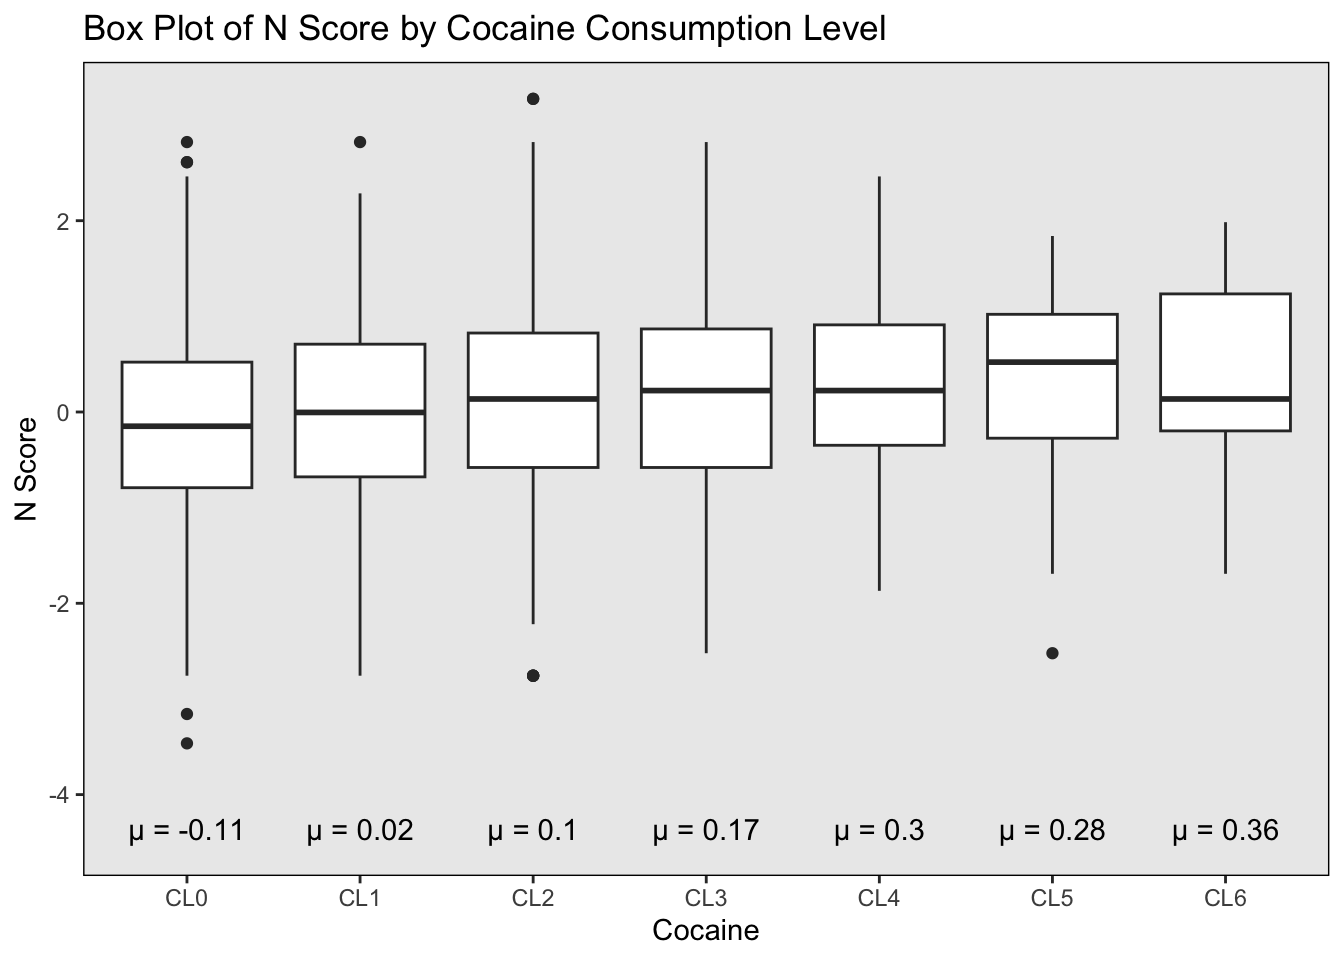 Box Plot of N Score by Cocaine Consumption Level
N Score
2
0
-2
-4
μ = -0.11 μ = 0.02 μ = 0.1 μ = 0.17 μ = 0.3 μ = 0.28 μ = 0.36
CL0 CL1 CL2 CL3 CL4 CL5 CL6
Cocaine